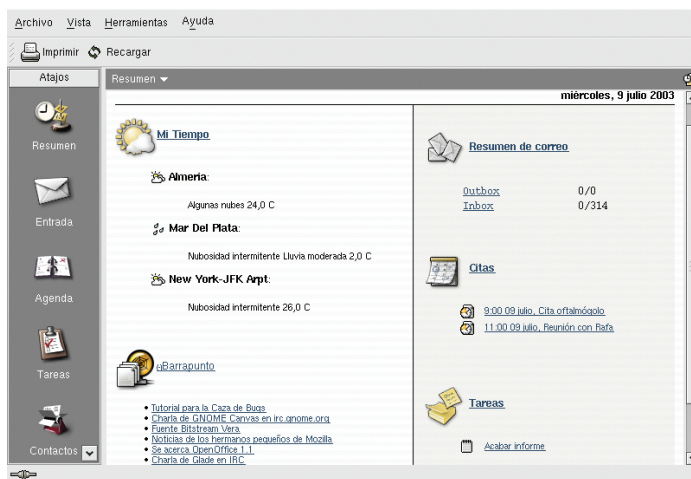 Archivo Vista Herramientas Ayuda
Imprimir Recargar
Atajos
Resumen
Entrada
Agenda
Tareas
Contactos
Resumen
miércoles, 9 julio 2003
Mi Tiempo
Almeria:
Algunas nubes 24,0 C
Mar Del Plata:
Nubosidad intermitente Lluvia moderada 2,0 C
New York-JFK Arpt:
Nubosidad intermitente 26,0 C
Barrapunto
• Tutorial para la Caza de Bugs
• Charla de GNOME Canvas en irc.gnome.org
• Fuente Bitstream Vera
• Noticias de los hermanos pequeños de Mozilla
• Se acerca OpenOffice 1.1
• Charla de Glade en IRC
Resumen de correo
Outbox 0/0
Inbox 0/314
Citas
9:00 09 julio, Cita oftalmógolo
11:00 09 julio, Reunión con Rafa
Tareas
Acabar informe